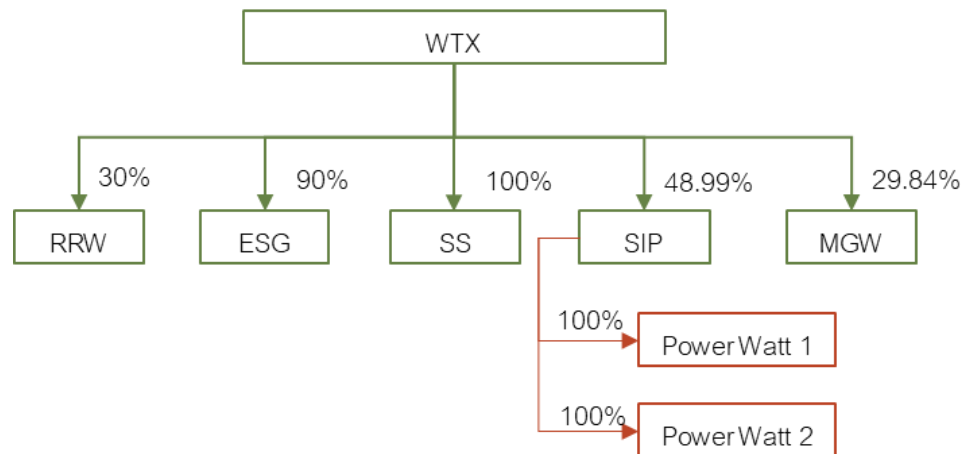 WTX
30%
90%
100%
48.99%
29.84%
RRW
ESG
SS
SIP
MGW
100%
PowerWatt 1
100%
PowerWatt 2